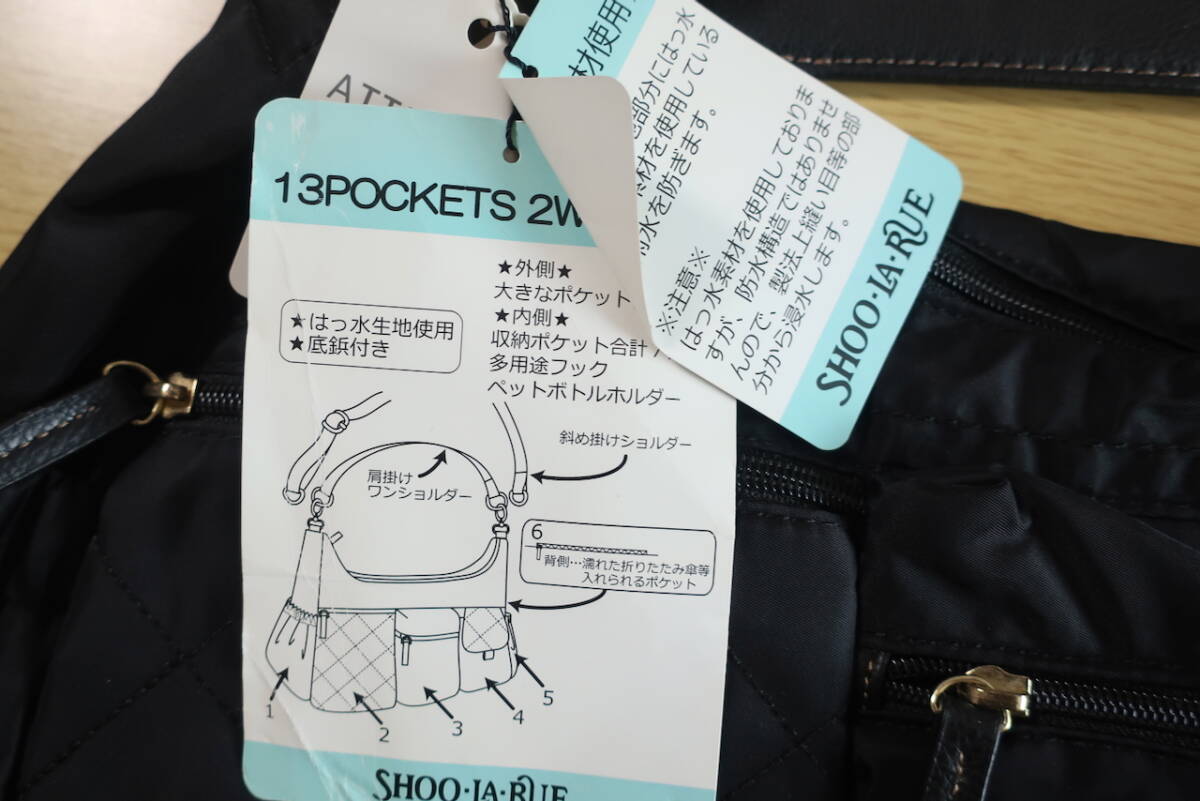 13POCKETS 2W
★はっ水生地使用
★底鋲付き
★外側★
大きなポケット
★内側★
収納ポケット合計
多用途フック
ペットボトルホルダー
斜め掛けショルダー
肩掛け
ワンショルダー
6
背側…濡れた折りたたみ傘等
入れられるポケット
1
2
3
4
5
SHOO・LA・RUE
材使用
部分にはっ水
素材を使用している
雨水を防ぎます。
※注意※
はっ水素材を使用しておりま
すが、防水構造ではありませ
んので、製法上縫い目等の部
分から浸水します。
SHOO・LA・RUE